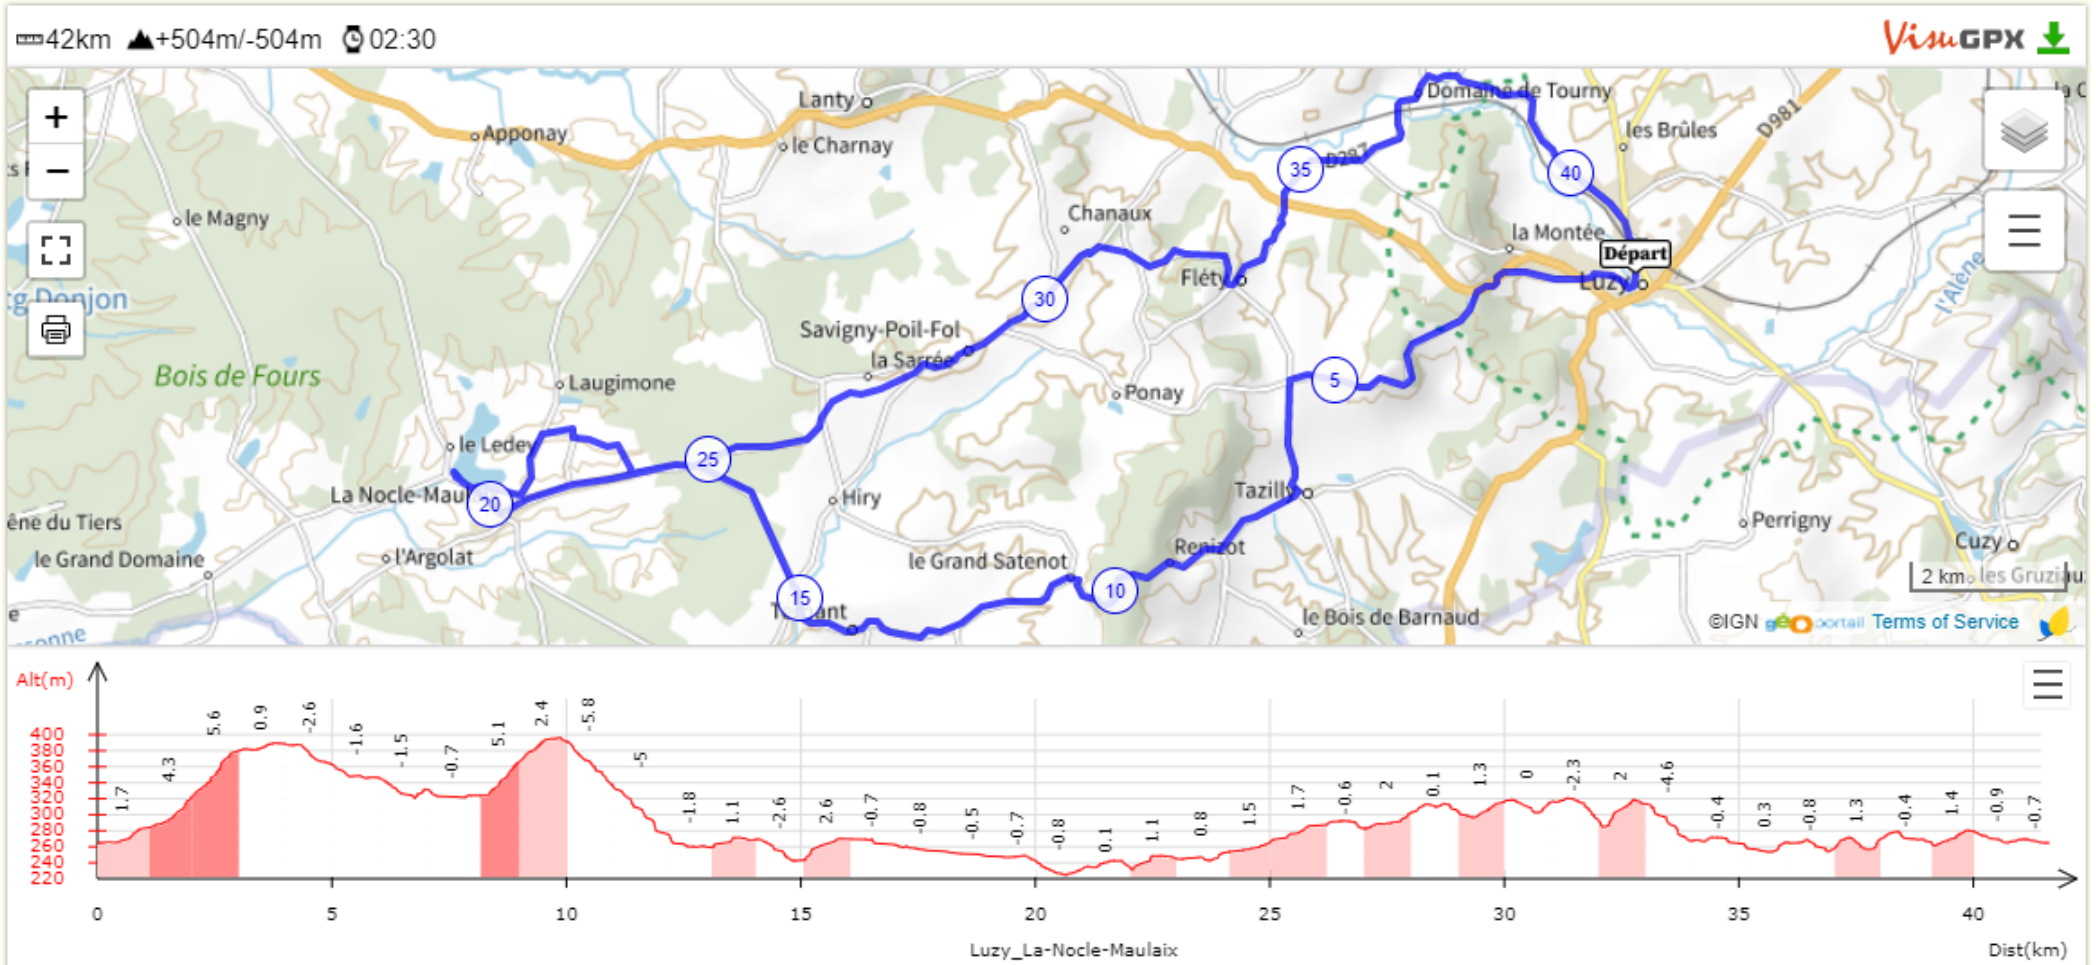 42km +504m/-504m 02:30
VisuGPX
+
−
Lanty
Domaine de Tourny
Apponay
le Charnay
les Brûles
D981
D297
35
40
le Magny
Chanaux
la Montée
Départ
Fléty
Luzy
l'Alène
30
Savigny-Poil-Fol
la Sarrée
Bois de Fours
Laugimone
Ponay
5
le Ledey
25
La Nocle-Mau
20
Hiry
Tazilly
Perrigny
le Grand Domaine
l'Argolat
le Grand Satenot
Renizot
Cuzy
2 km
les Gruziau
15
10
le Bois de Barnaud
©IGN géoportail Terms of Service
Alt(m)
1.7 4.3 5.6 0.9 -2.6 -1.6 -1.5 -0.7 5.1 2.4 -5.8 -5 -1.8 1.1 -2.6 2.6 -0.7 -0.8 -0.5 -0.7 -0.8 0.1 1.1 0.8 1.5 1.7 -0.6 2 0.1 1.3 0 -2.3 2 -4.6 -0.4 0.3 -0.8 1.3 -0.4 1.4 -0.9 -0.7
400
380
360
340
320
300
280
260
240
220
0 5 10 15 20 25 30 35 40
Luzy_La-Nocle-Maulaix Dist(km)